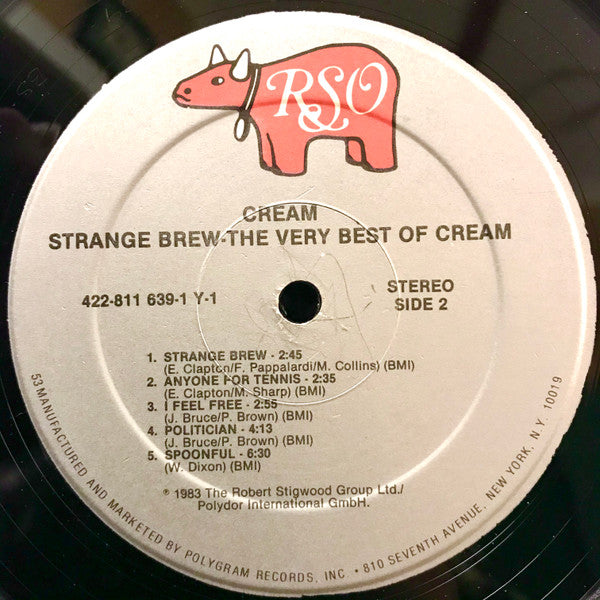 RSO
CREAM
STRANGE BREW-THE VERY BEST OF CREAM
422-811 639-1 Y-1
STEREO
SIDE 2
1. STRANGE BREW - 2:45
(E. Clapton/F. Pappalardi/M. Collins) (BMI)
2. ANYONE FOR TENNIS - 2:35
(E. Clapton/M. Sharp) (BMI)
3. I FEEL FREE - 2:55
(J. Bruce/P. Brown) (BMI)
4. POLITICIAN - 4:13
(J. Bruce/P. Brown) (BMI)
5. SPOONFUL - 6:30
(W. Dixon) (BMI)
℗ 1983 The Robert Stigwood Group Ltd./
Polydor International GmbH.
53 MANUFACTURED AND MARKETED BY POLYGRAM RECORDS, INC. • 810 SEVENTH AVENUE, NEW YORK, N.Y. 10019